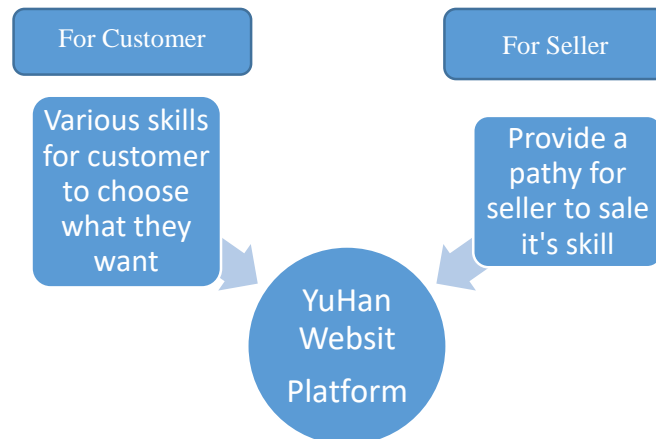 For Customer
For Seller
Various skills
for customer
to choose
what they
want
Provide a
pathy for
seller to sale
it's skill
YuHan
Websit
Platform